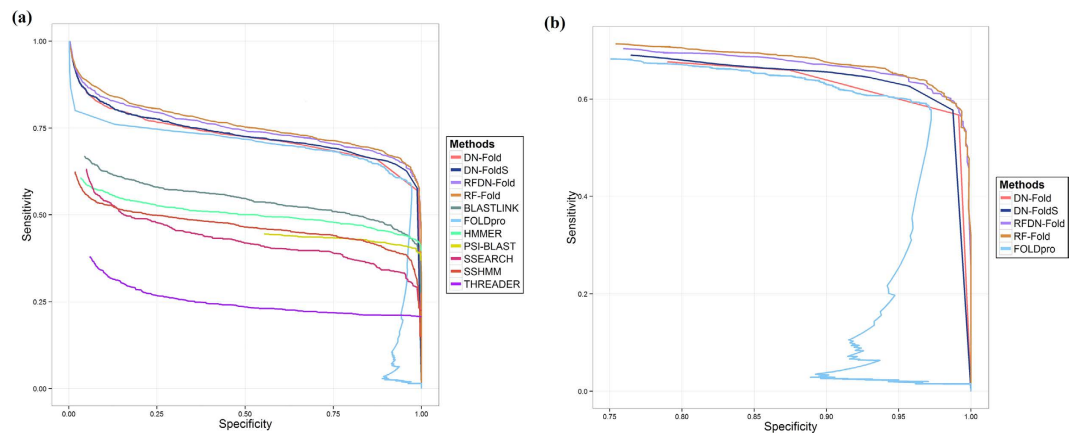 (a)
1.00
0.75
0.50
0.25
0.00
Sensitivity
0.00 0.25 0.50 0.75 1.00
Specificity
Methods
DN-Fold
DN-FoldS
RFDN-Fold
RF-Fold
BLASTLINK
FOLDpro
HMMER
PSI-BLAST
SSEARCH
SSHMM
THREADER
(b)
0.6
0.4
0.2
0.0
Sensitivity
0.75 0.80 0.85 0.90 0.95 1.00
Specificity
Methods
DN-Fold
DN-FoldS
RFDN-Fold
RF-Fold
FOLDpro